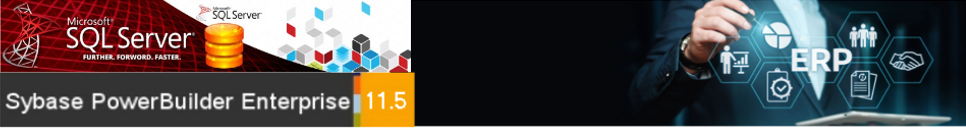 Microsoft®
SQL Server®
FURTHER. FORWORD. FASTER.
Microsoft®
SQL Server
Sybase PowerBuilder Enterprise 11.5
ERP